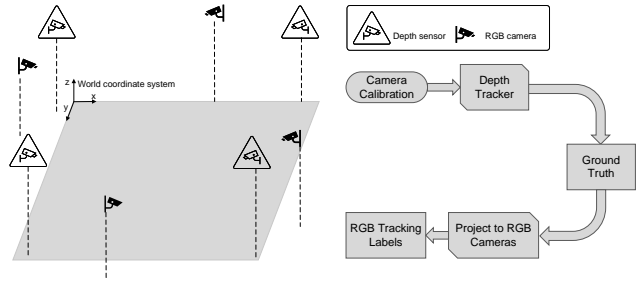 z
World coordinate system
x
y
Depth sensor
RGB camera
Camera
Calibration
Depth
Tracker
Ground
Truth
Project to RGB
Cameras
RGB Tracking
Labels